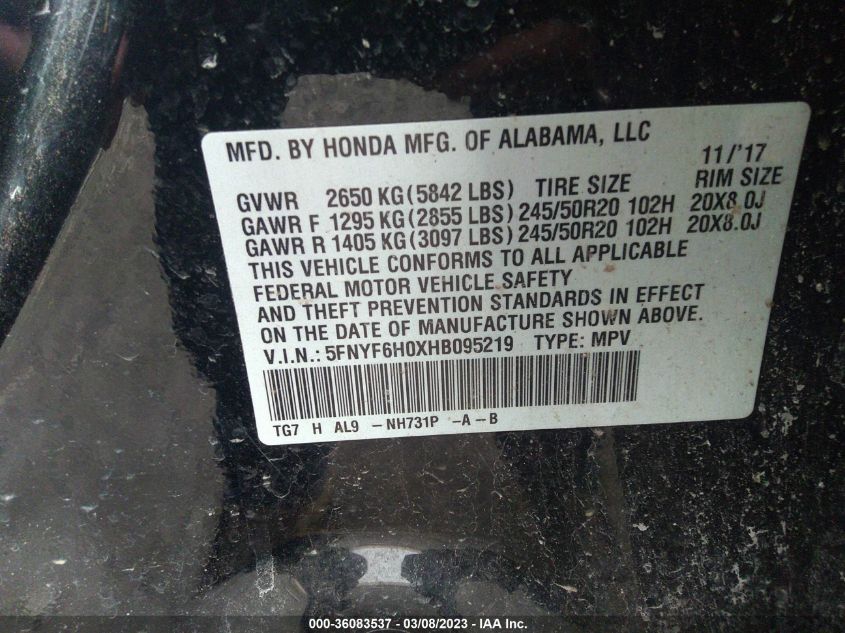 MFD. BY HONDA MFG. OF ALABAMA, LLC 11/'17
GVWR 2650 KG(5842 LBS) TIRE SIZE RIM SIZE
GAWR F 1295 KG(2855 LBS) 245/50R20 102H 20X8.0J
GAWR R 1405 KG(3097 LBS) 245/50R20 102H 20X8.0J
THIS VEHICLE CONFORMS TO ALL APPLICABLE
FEDERAL MOTOR VEHICLE SAFETY
AND THEFT PREVENTION STANDARDS IN EFFECT
ON THE DATE OF MANUFACTURE SHOWN ABOVE.
V.I.N.: 5FNYF6H0XHB095219 TYPE: MPV
TG7 H AL9 -NH731P -A-B
000-36083537 - 03/08/2023 - IAA Inc.